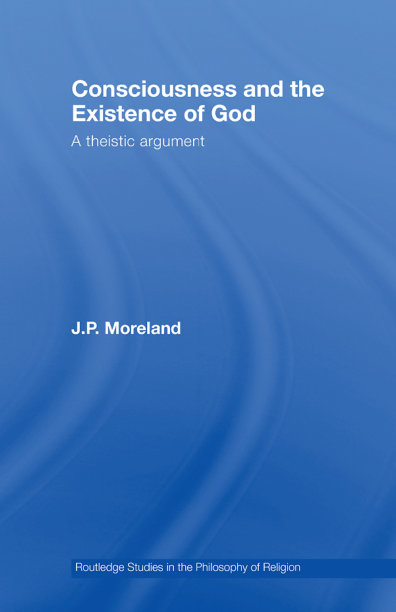 Consciousness and the
Existence of God
A theistic argument
J.P. Moreland
Routledge Studies in the Philosophy of Religion